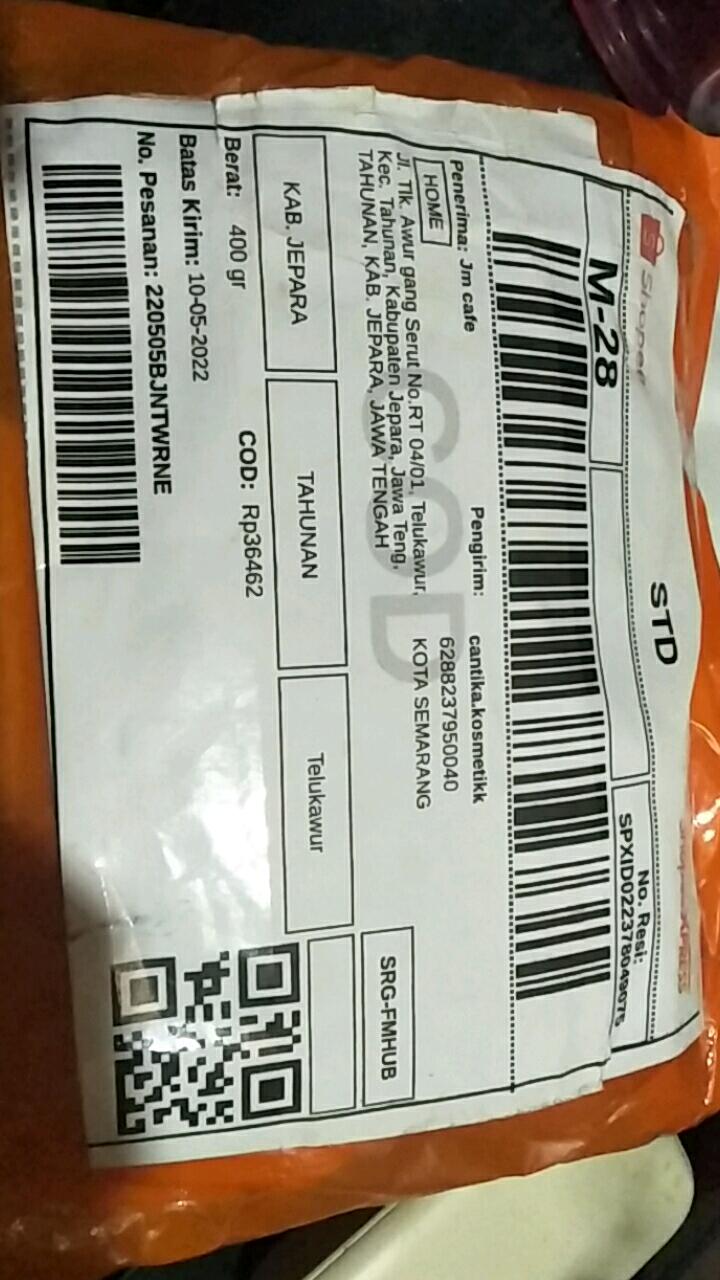 Shopee
STD
M-28
No. Resi:
SPXID022378049075
Penerima: Jm cafe
HOME
Jl. Tlk. Awur gang Serut No.RT 04/01, Telukawur,
Kec. Tahunan, Kabupaten Jepara, Jawa Teng,
TAHUNAN, KAB. JEPARA, JAWA TENGAH
Pengirim: cantika.kosmetikk
6288237950040
KOTA SEMARANG
COD
SRG-FMHUB
KAB. JEPARA
TAHUNAN
Telukawur
Berat: 400 gr
COD: Rp36462
Batas Kirim: 10-05-2022
No. Pesanan: 220505BJNTWRNE